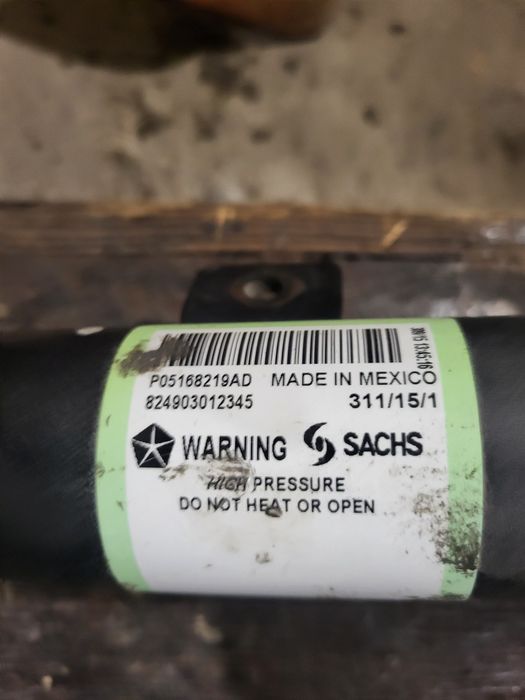 P05168219AD MADE IN MEXICO
824903012345 311/15/1
WARNING SACHS
HIGH PRESSURE
DO NOT HEAT OR OPEN